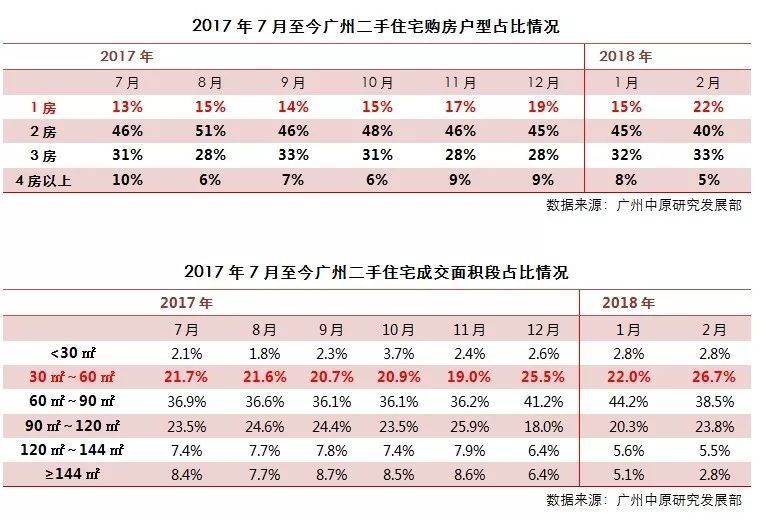 2017 年 7 月至今广州二手住宅购房户型占比情况
2017 年 2018 年
7 月 8 月 9 月 10 月 11 月 12 月 1 月 2 月
1 房 13% 15% 14% 15% 17% 19% 15% 22%
2 房 46% 51% 46% 48% 46% 45% 45% 40%
3 房 31% 28% 33% 31% 28% 28% 32% 33%
4 房以上 10% 6% 7% 6% 9% 9% 8% 5%
数据来源：广州中原研究发展部
2017 年 7 月至今广州二手住宅成交面积段占比情况
2017 年 2018 年
7 月 8 月 9 月 10 月 11 月 12 月 1 月 2 月
<30 ㎡ 2.1% 1.8% 2.3% 3.7% 2.4% 2.6% 2.8% 2.8%
30 ㎡~60 ㎡ 21.7% 21.6% 20.7% 20.9% 19.0% 25.5% 22.0% 26.7%
60 ㎡~90 ㎡ 36.9% 36.6% 36.1% 36.1% 36.2% 41.2% 44.2% 38.5%
90 ㎡~120 ㎡ 23.5% 24.6% 24.4% 23.5% 25.9% 18.0% 20.3% 23.8%
120 ㎡~144 ㎡ 7.4% 7.7% 7.8% 7.4% 7.9% 6.4% 5.6% 5.5%
≥144 ㎡ 8.4% 7.7% 8.7% 8.5% 8.6% 6.4% 5.1% 2.8%
数据来源：广州中原研究发展部